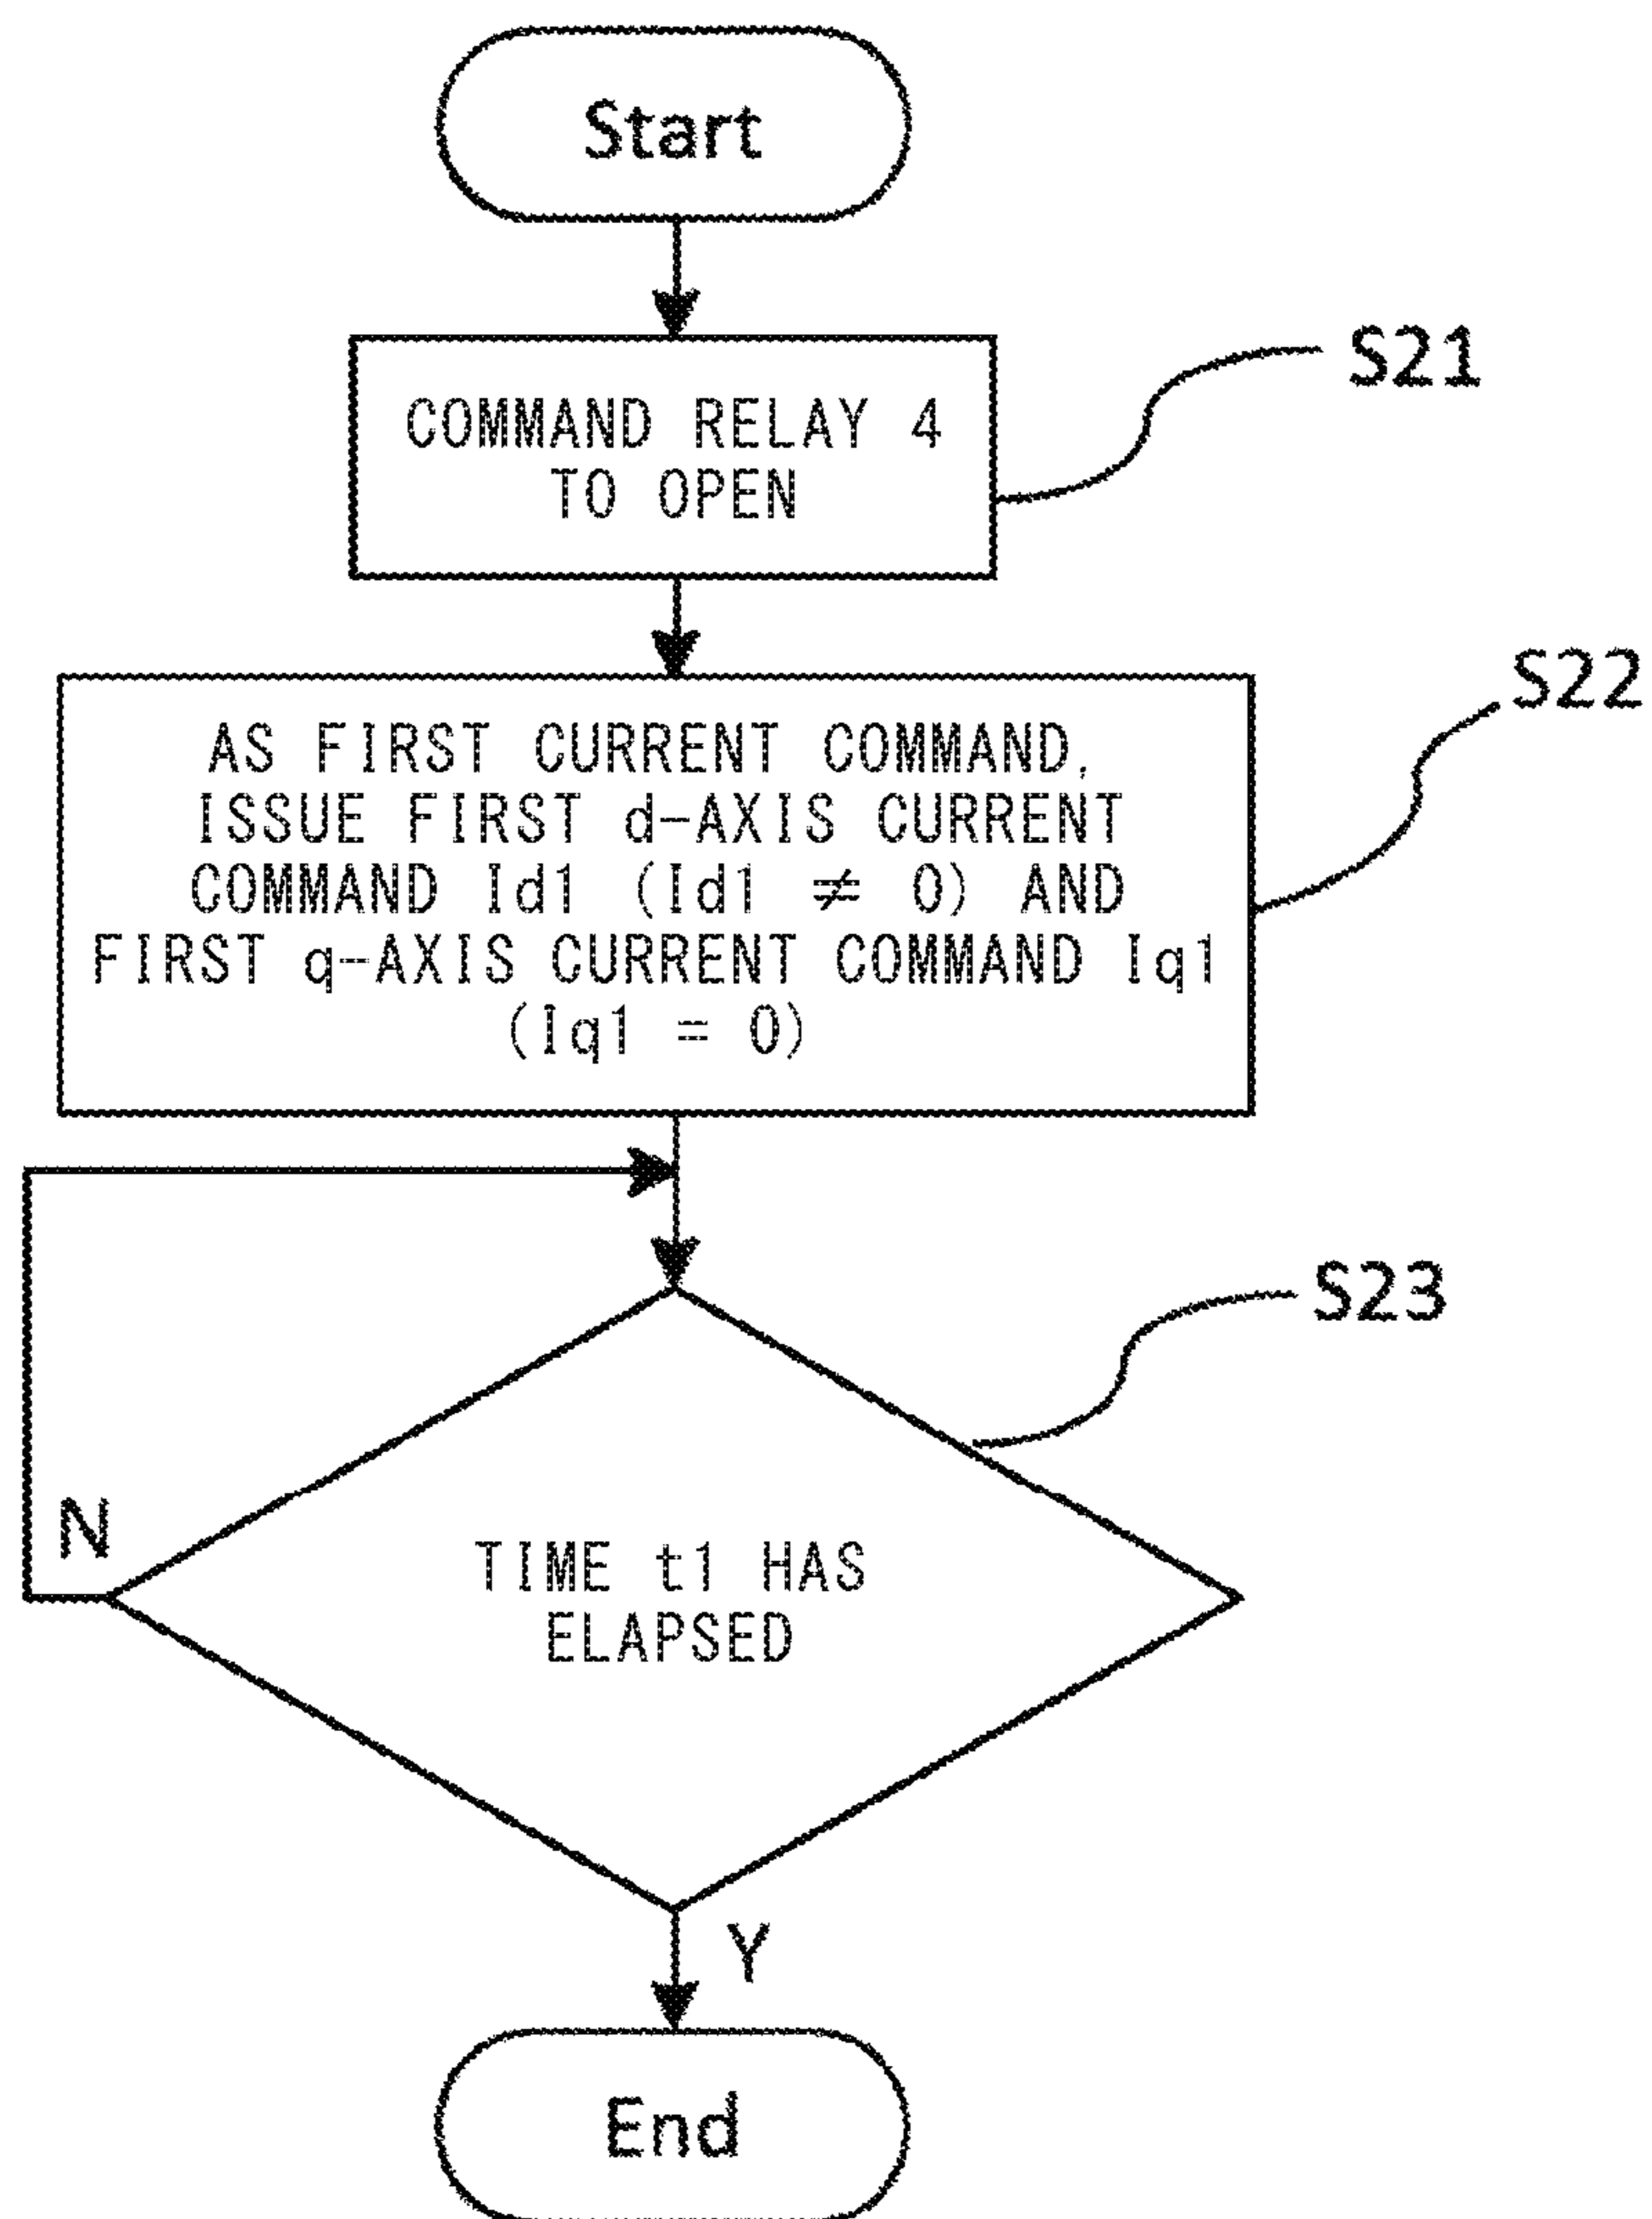 Start
COMMAND RELAY 4
TO OPEN
S21
AS FIRST CURRENT COMMAND,
ISSUE FIRST d-AXIS CURRENT
COMMAND Id1 (Id1 ≠ 0) AND
FIRST q-AXIS CURRENT COMMAND Iq1
(Iq1 = 0)
S22
TIME t1 HAS
ELAPSED
S23
N
Y
End